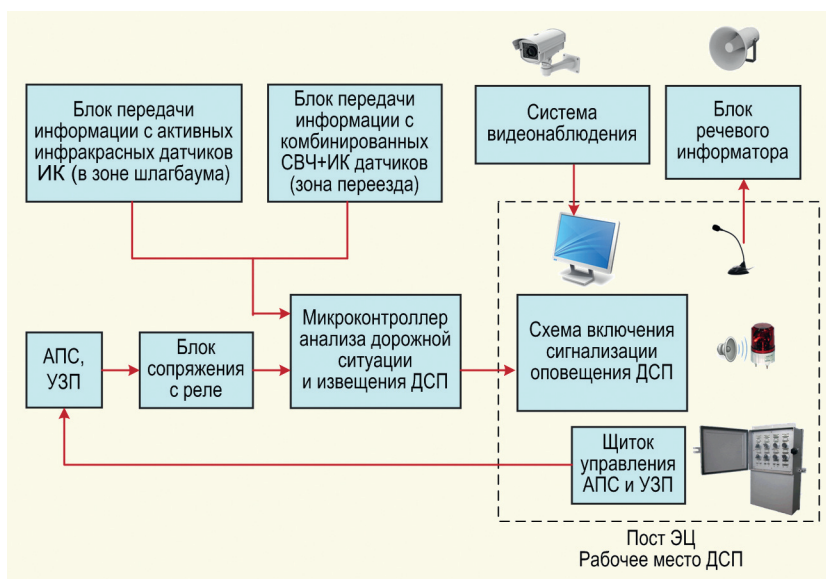 Блок передачи
информации с активных
инфракрасных датчиков
ИК (в зоне шлагбаума)
Блок передачи
информации с
комбинированных
СВЧ+ИК датчиков
(зона переезда)
Система
видеонаблюдения
Блок
речевого
информатора
АПС,
УЗП
Блок
сопряжения
с реле
Микроконтроллер
анализа дорожной
ситуации
и извещения ДСП
Схема включения
сигнализации
оповещения ДСП
Щиток
управления
АПС и УЗП
Пост ЭЦ
Рабочее место ДСП